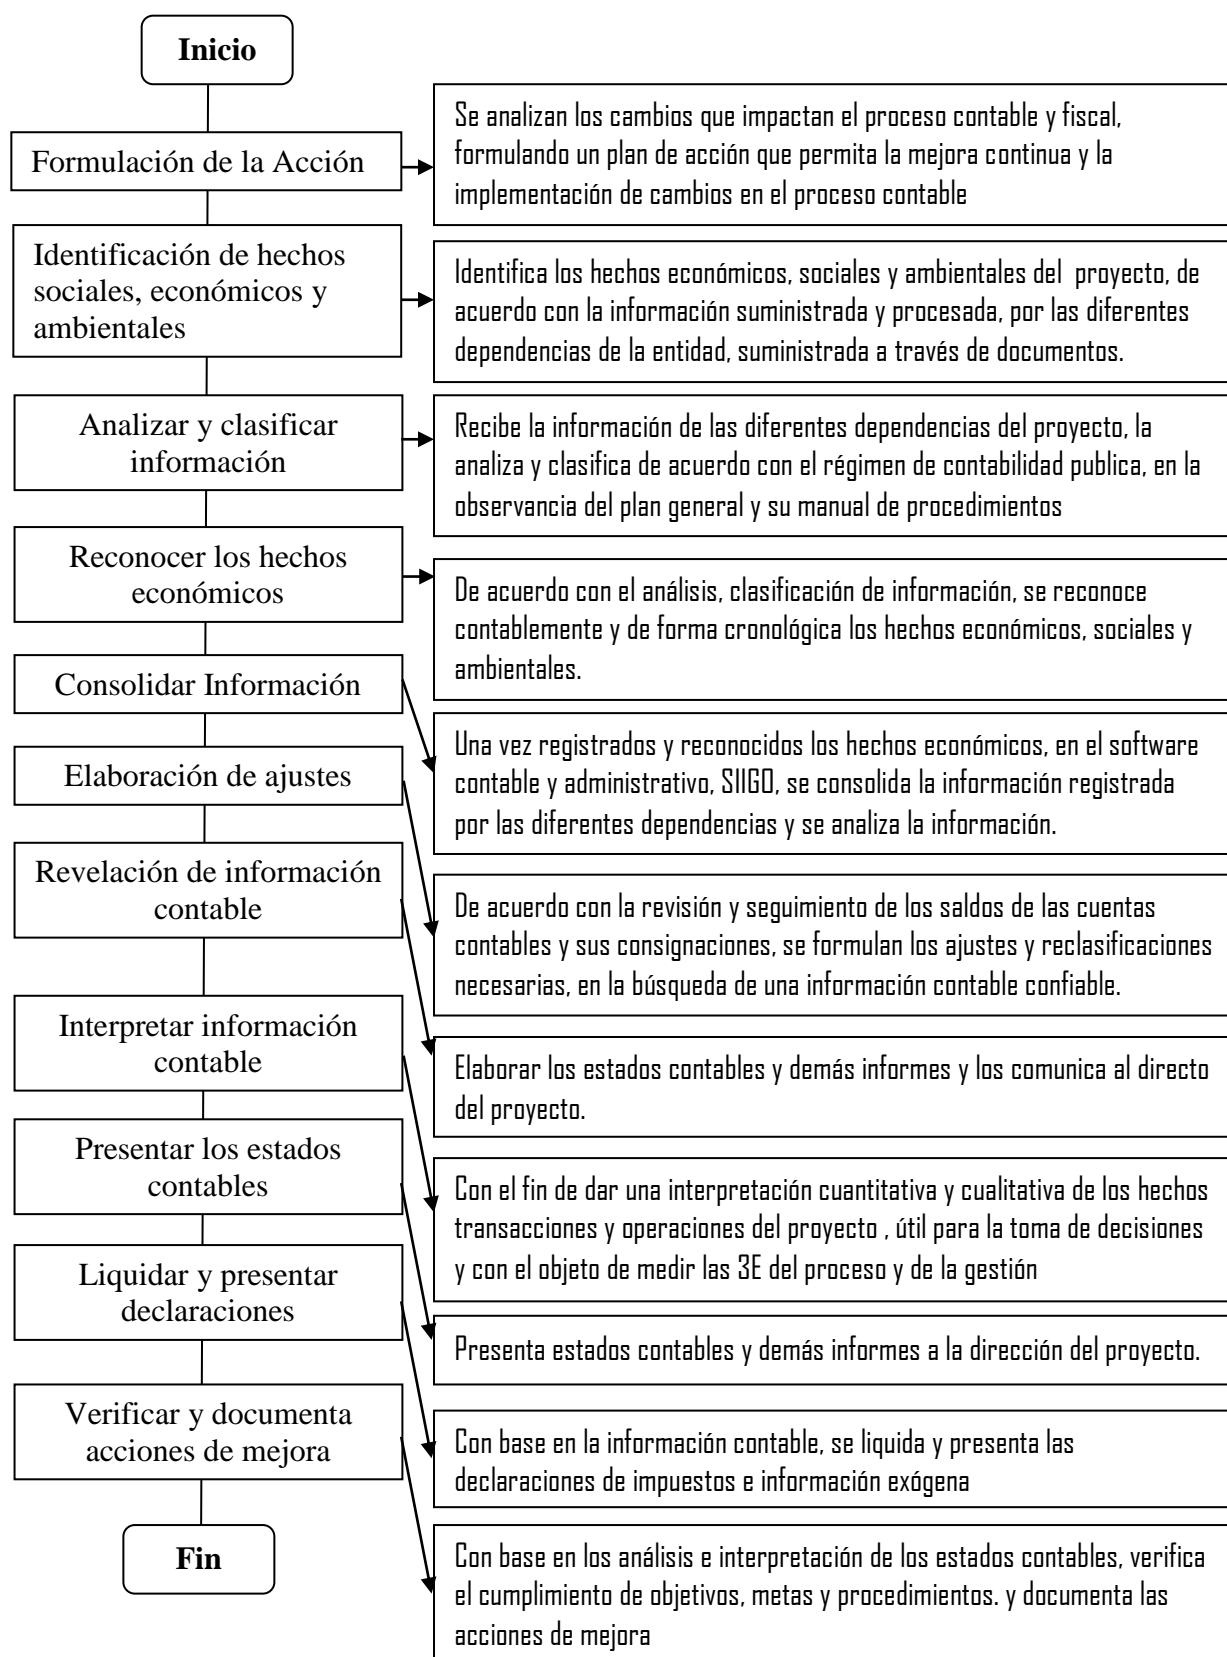 Inicio
Formulación de la Acción
Se analizan los cambios que impactan el proceso contable y fiscal,
formulando un plan de acción que permita la mejora continua y la
implementación de cambios en el proceso contable
Identificación de hechos
sociales, económicos y
ambientales
Identifica los hechos económicos, sociales y ambientales del proyecto, de
acuerdo con la información suministrada y procesada, por las diferentes
dependencias de la entidad, suministrada a través de documentos.
Analizar y clasificar
información
Recibe la información de las diferentes dependencias del proyecto, la
analiza y clasifica de acuerdo con el régimen de contabilidad publica, en la
observancia del plan general y su manual de procedimientos
Reconocer los hechos
económicos
De acuerdo con el análisis, clasificación de información, se reconoce
contablemente y de forma cronológica los hechos económicos, sociales y
ambientales.
Consolidar Información
Una vez registrados y reconocidos los hechos económicos, en el software
contable y administrativo, SIIGO, se consolida la información registrada
por las diferentes dependencias y se analiza la información.
Elaboración de ajustes
De acuerdo con la revisión y seguimiento de los saldos de las cuentas
contables y sus consignaciones, se formulan los ajustes y reclasificaciones
necesarias, en la búsqueda de una información contable confiable.
Revelación de información
contable
Elaborar los estados contables y demás informes y los comunica al directo
del proyecto.
Interpretar información
contable
Con el fin de dar una interpretación cuantitativa y cualitativa de los hechos
transacciones y operaciones del proyecto , útil para la toma de decisiones
y con el objeto de medir las 3E del proceso y de la gestión
Presentar los estados
contables
Presenta estados contables y demás informes a la dirección del proyecto.
Liquidar y presentar
declaraciones
Con base en la información contable, se liquida y presenta las
declaraciones de impuestos e información exógena
Verificar y documenta
acciones de mejora
Con base en los análisis e interpretación de los estados contables, verifica
el cumplimiento de objetivos, metas y procedimientos. y documenta las
acciones de mejora
Fin